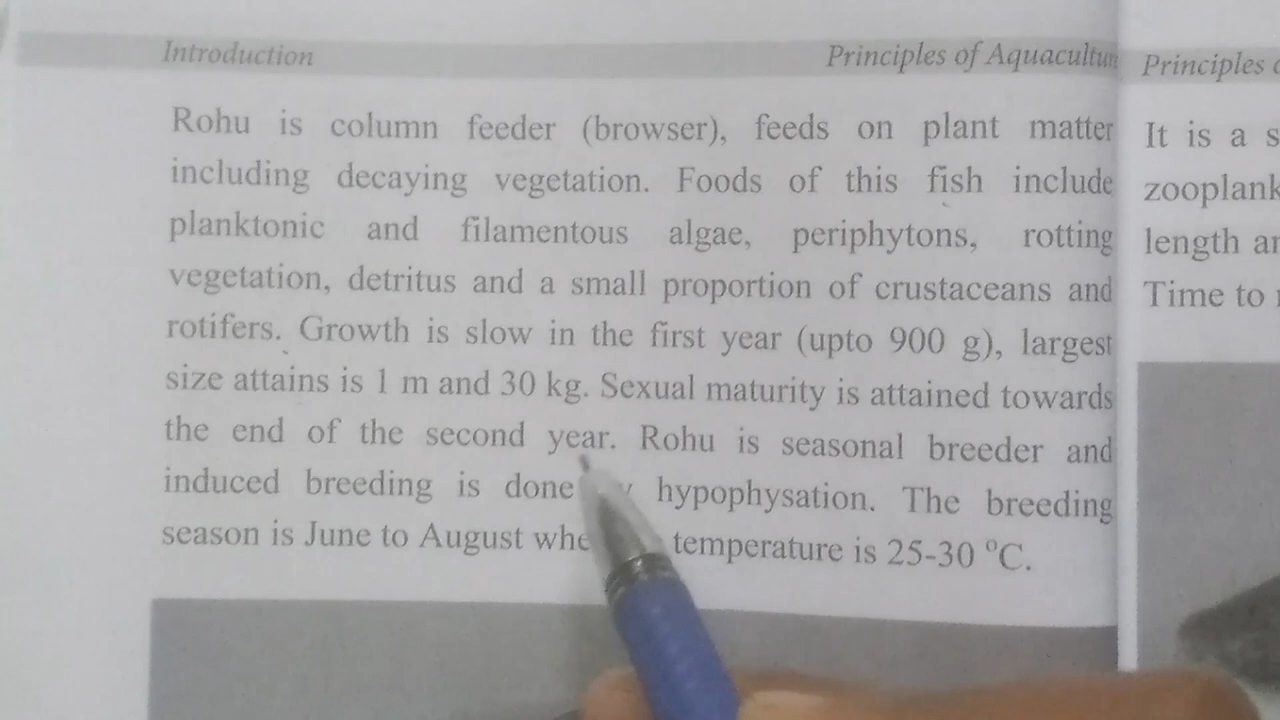 Introduction
Principles of Aquacultur
Rohu is column feeder (browser), feeds on plant matter
including decaying vegetation. Foods of this fish include
planktonic and filamentous algae, periphytons, rotting
vegetation, detritus and a small proportion of crustaceans and
rotifers. Growth is slow in the first year (upto 900 g), largest
size attains is 1 m and 30 kg. Sexual maturity is attained towards
the end of the second year. Rohu is seasonal breeder and
induced breeding is done hypophysation. The breeding
season is June to August temperature is 25-30 °C.
Principles
It is a
zooplank
length
Time to